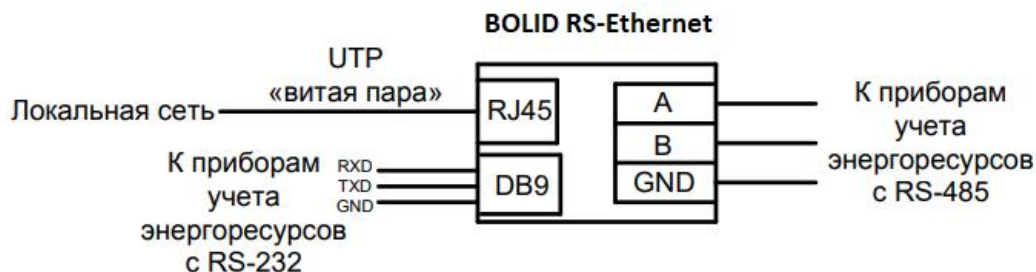 BOLID RS-Ethernet
UTP
«витая пара»
Локальная сеть
RJ45
A
B
GND
К приборам
учета
энергоресурсов
с RS-485
К приборам
учета
энергоресурсов
с RS-232
RXD
TXD
GND
DB9